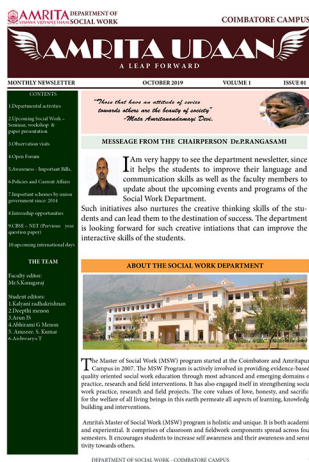 AMRITA
VISHWA VIDYAPEETHAM
DEPARTMENT OF
SOCIAL WORK
COIMBATORE CAMPUS
AMRITA UDAAN
A LEAP FORWARD
MONTHLY NEWSLETTER OCTOBER 2019 VOLUME 1 ISSUE 01
CONTENTS
1.Departmental activities
2.Upcoming Social Work –
Seminar, workshop &
paper presentation
3.Observation visits
4.Open Forum
5.Awareness - Important Bills,
6.Policies and Current Affairs
7.Important schemes by union
government since 2014
8.Internship opportunities
9.CBSE – NET (Previous year
question paper)
10.upcoming international days
THE TEAM
Faculty editor:
Mr.S.Kanagaraj
Student editors:
1.Kalyani radhakrishnan
2.Deepthi menon
3.Arun JS
4.Abhirami G Menon
5. Anusree. S. Kumar
6.Aishwarya T
"Those that have an attitude of sevice
towards others are the beauty of society"
-Mata Amritanandamayi Devi.
MESSEAGE FROM THE CHAIRPERSON Dr.P.RANGASAMI
I Am very happy to see the department newsletter, since
it helps the students to improve their language and
communication skills as well as the faculty members to
update about the upcoming events and programs of the
Social Work Department.
Such initiatives also nurtures the creative thinking skills of the stu-
dents and can lead them to the destination of success. The department
is looking forward for such creative intiations that can improve the
interactive skills of the students.
ABOUT THE SOCIAL WORK DEPARTMENT
The Master of Social Work (MSW) program started at the Coimbatore and Amritapur
Campus in 2007. The MSW Program is actively involved in providing evidence-based
quality oriented social work education through most advanced and emerging domains o
practice, research and field interventions. It has also engaged itself in strengthening socia
work practice, research and field projects. The core values of love, honesty, and sacrific
for the welfare of all living beings in this earth permeate all aspects of learning, knowledg
building and interventions.
Amrita's Master of Social Work (MSW) program is holistic and unique. It is both academi
and experiential. It comprises of classroom and fieldwork components spread across fou
semesters. It encourages students to increase self awareness and their awareness and sensi
tivity towards others.
DEPARTMENT OF SOCIAL WORK - COIMBATORE CAMPUS